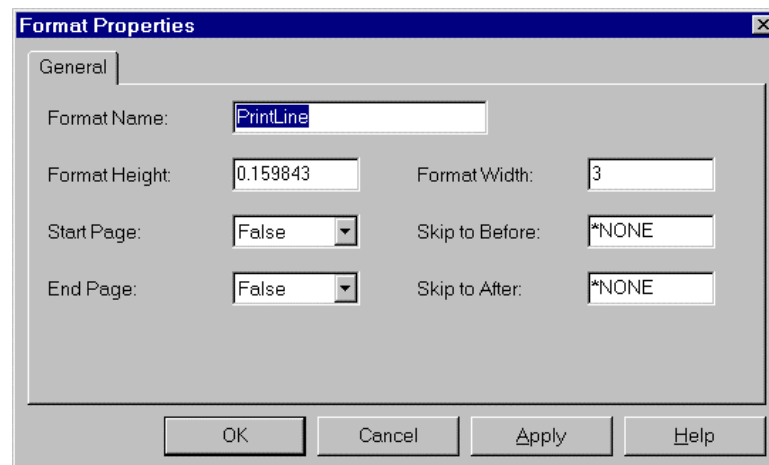 Format Properties
General
Format Name: PrintLine
Format Height: 0.159843 Format Width: 3
Start Page: False Skip to Before: *NONE
End Page: False Skip to After: *NONE
OK Cancel Apply Help